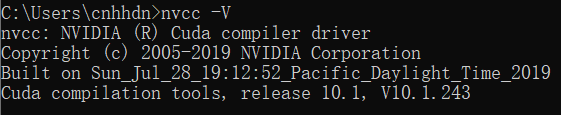 C:\Users\cnhhdn>nvcc -V
nvcc: NVIDIA (R) Cuda compiler driver
Copyright (c) 2005-2019 NVIDIA Corporation
Built on Sun_Jul_28_19:12:52_Pacific_Daylight_Time_2019
Cuda compilation tools, release 10.1, V10.1.243